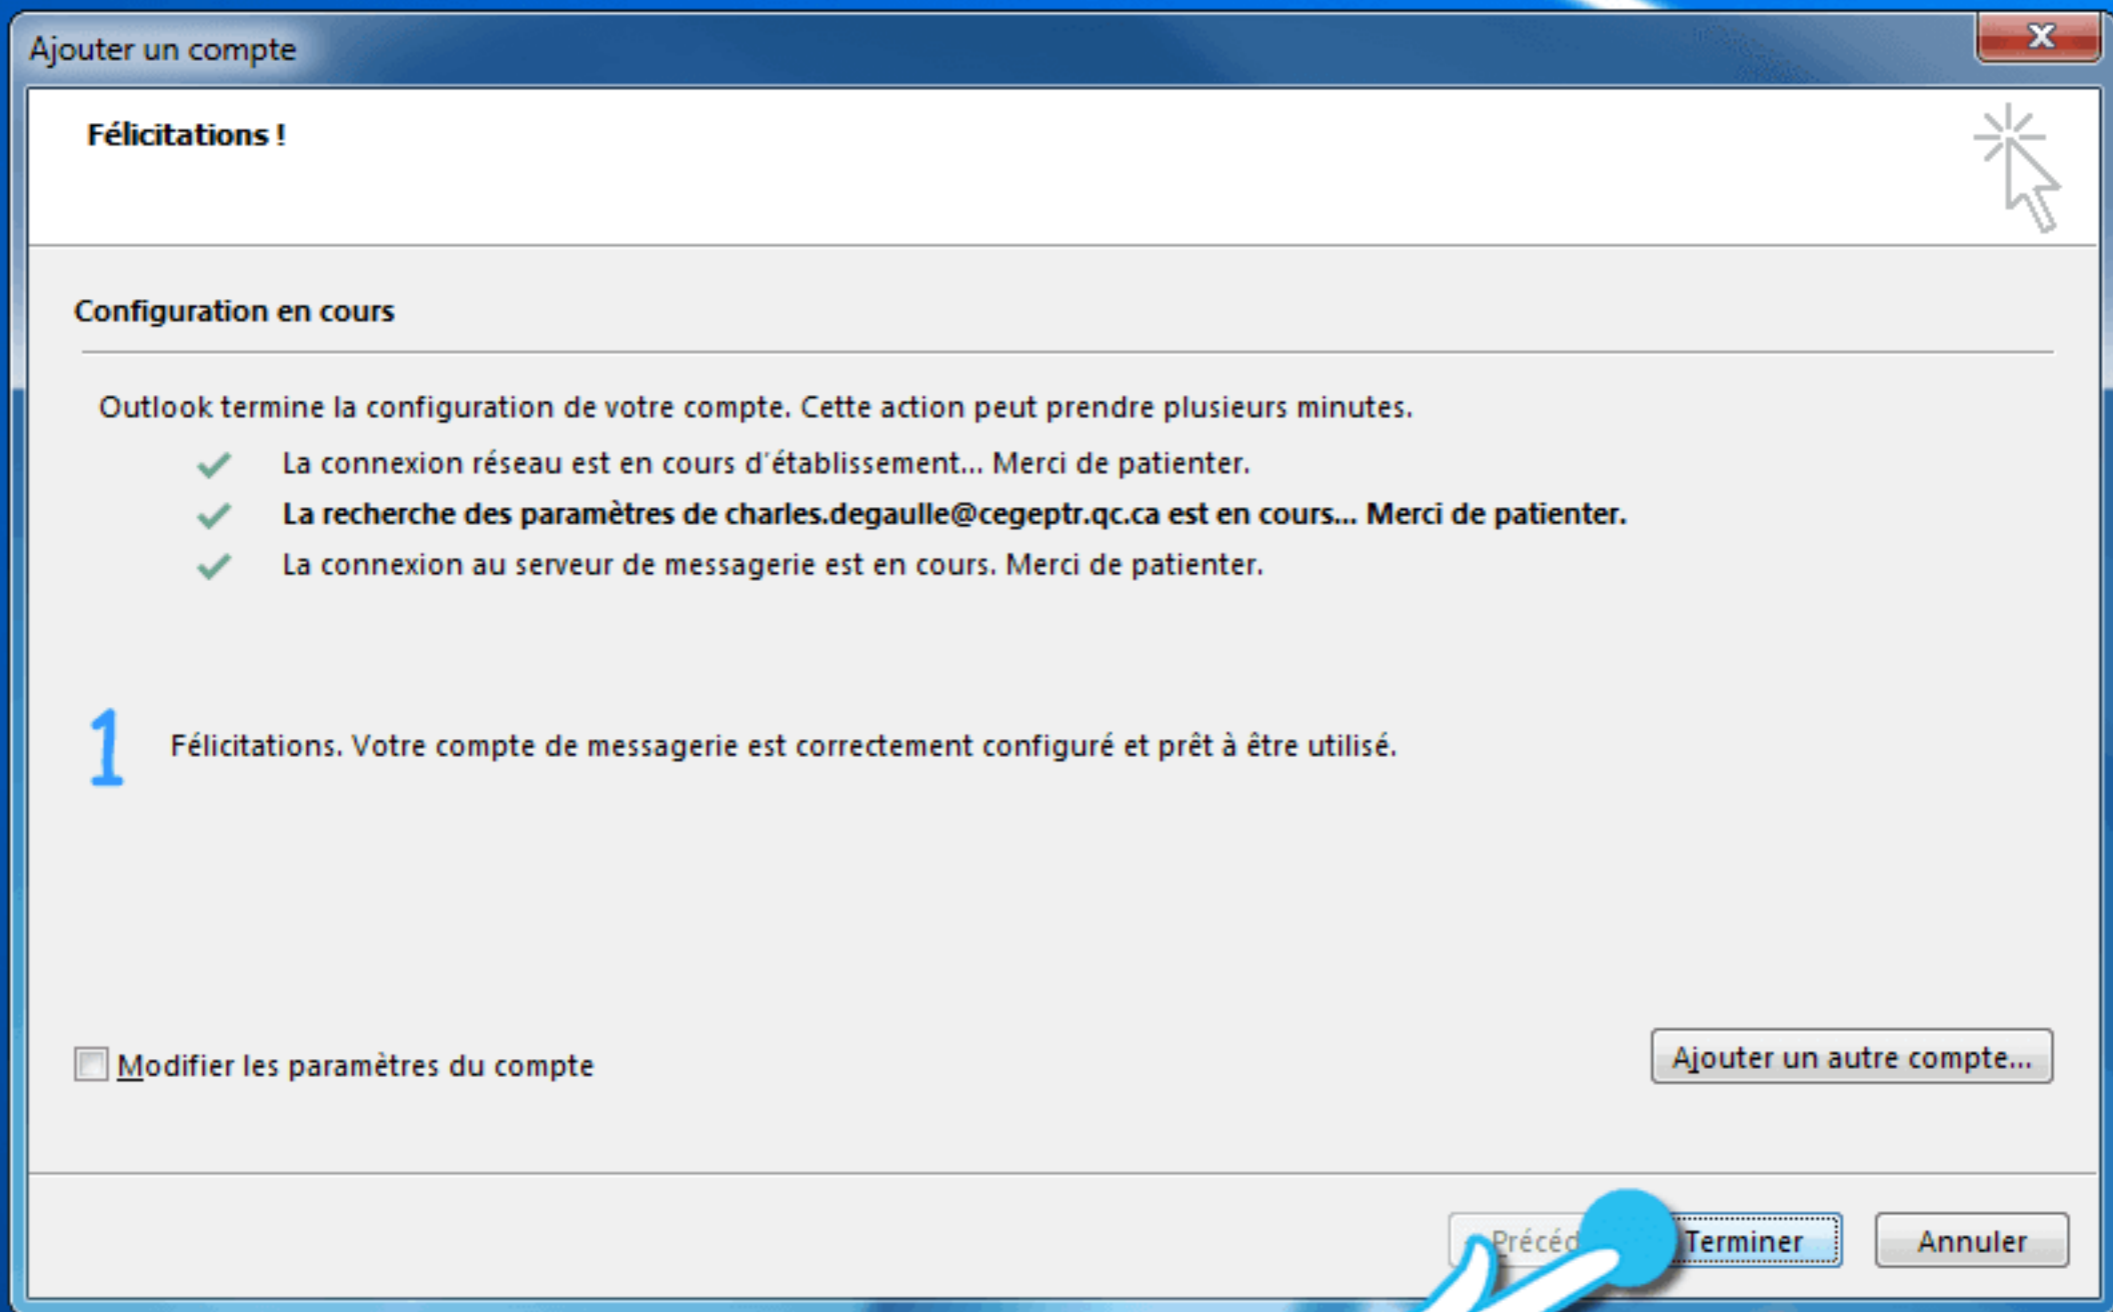 Ajouter un compte
Félicitations !
Configuration en cours
Outlook termine la configuration de votre compte. Cette action peut prendre plusieurs minutes.
La connexion réseau est en cours d'établissement... Merci de patienter.
La recherche des paramètres de charles.degaulle@cegeptr.qc.ca est en cours... Merci de patienter.
La connexion au serveur de messagerie est en cours. Merci de patienter.
1 Félicitations. Votre compte de messagerie est correctement configuré et prêt à être utilisé.
Modifier les paramètres du compte
Ajouter un autre compte...
Terminer Annuler